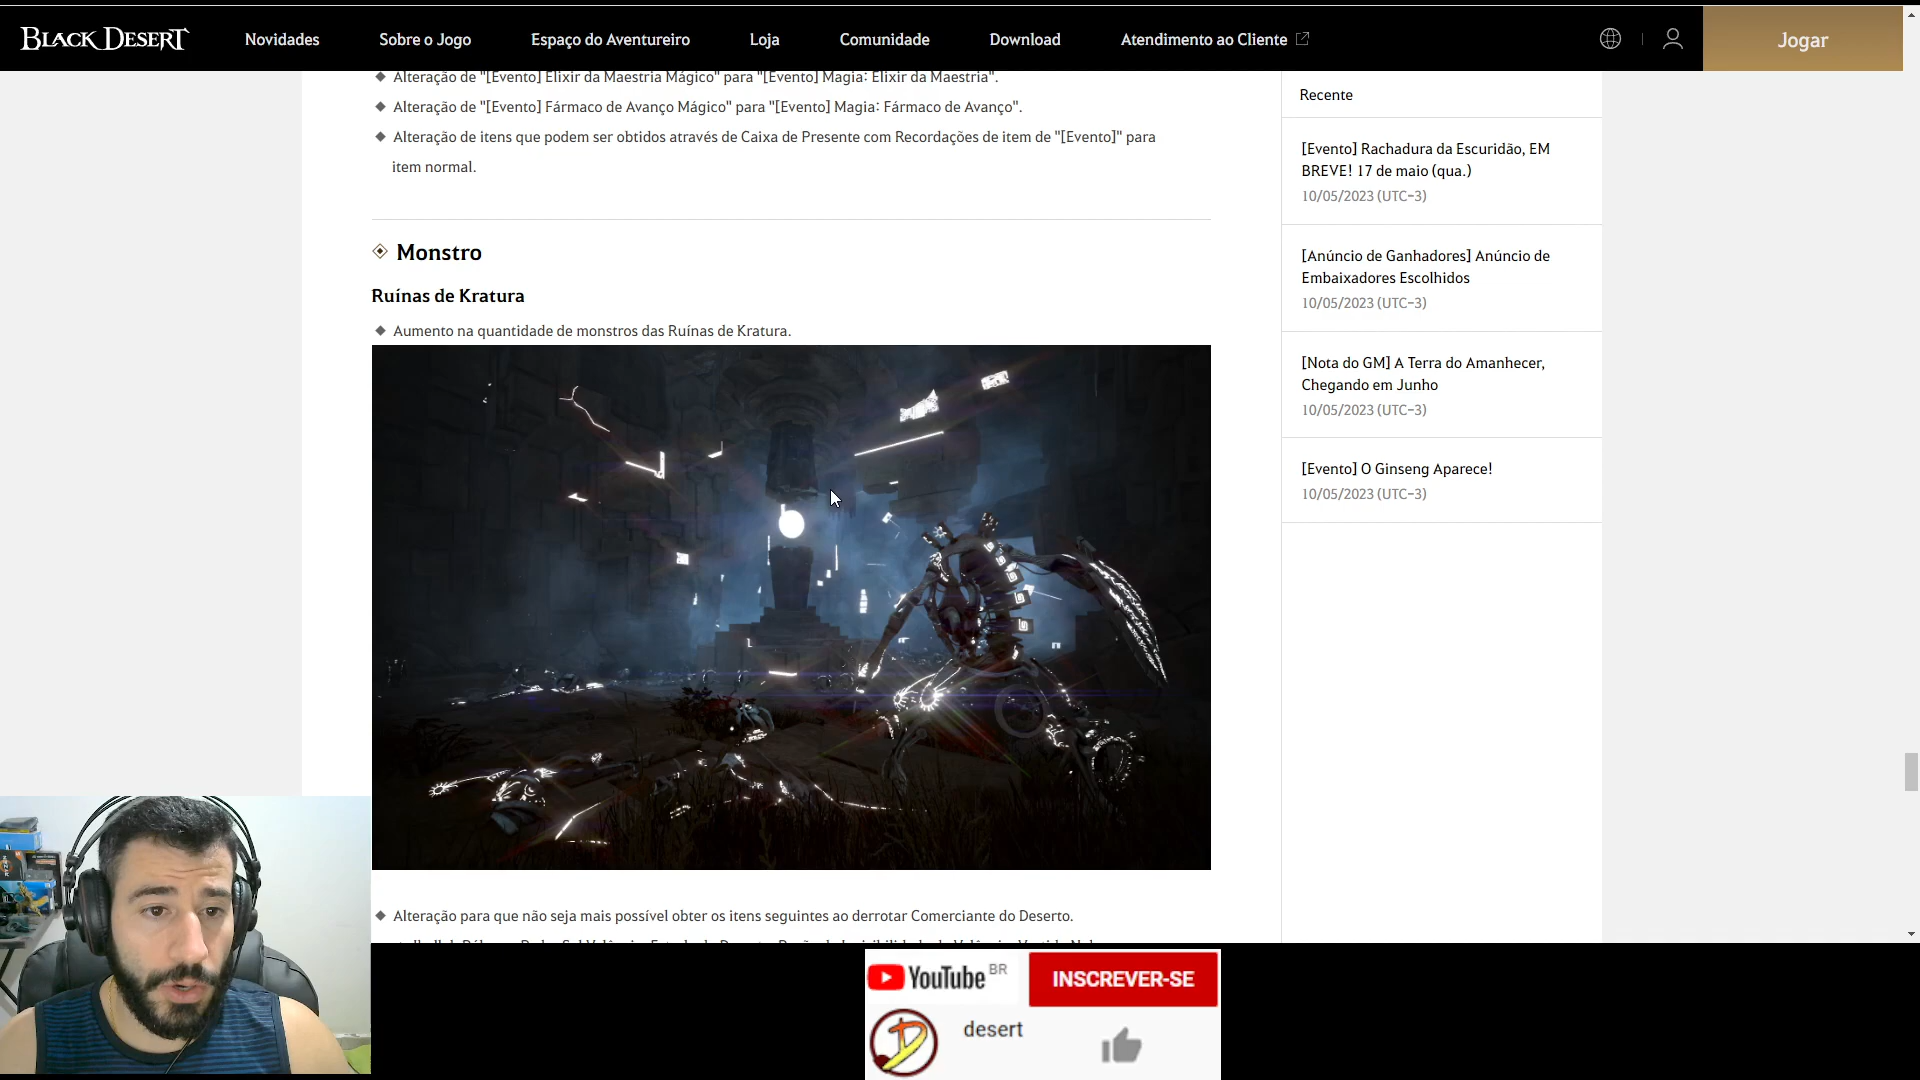 BLACK DESERT
Novidades
Sobre o Jogo
Espaço do Aventureiro
Loja
Comunidade
Download
Atendimento ao Cliente
Jogar
Alteração de "[Evento] Elixir da Maestria Mágico" para "[Evento] Magia: Elixir da Maestria".
Alteração de "[Evento] Fármaco de Avanço Mágico" para "[Evento] Magia: Fármaco de Avanço".
Alteração de itens que podem ser obtidos através de Caixa de Presente com Recordações de item de "[Evento]" para
item normal.
Monstro
Ruínas de Kratura
Aumento na quantidade de monstros das Ruínas de Kratura.
Alteração para que não seja mais possível obter os itens seguintes ao derrotar Comerciante do Deserto.
Recente
[Evento] Rachadura da Escuridão, EM
BREVE! 17 de maio (qua.)
10/05/2023 (UTC-3)
[Anúncio de Ganhadores] Anúncio de
Embaixadores Escolhidos
10/05/2023 (UTC-3)
[Nota do GM] A Terra do Amanhecer,
Chegando em Junho
10/05/2023 (UTC-3)
[Evento] O Ginseng Aparece!
10/05/2023 (UTC-3)
YouTube BR
INSCREVER-SE
desert